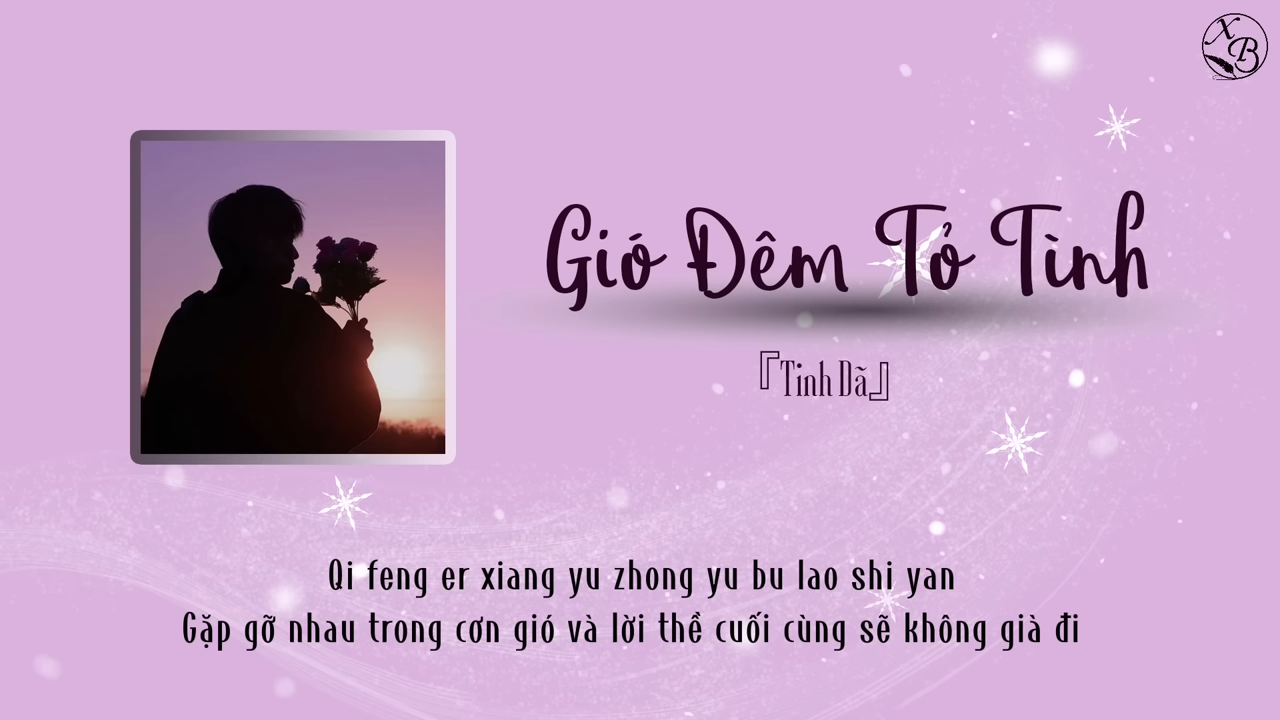 XB
Gió Đêm Tỏ Tình
『Tinh Dã』
Qi feng er xiang yu zhong yu bu lao shi yan
Gặp gỡ nhau trong cơn gió và lời thề cuối cùng sẽ không già đi